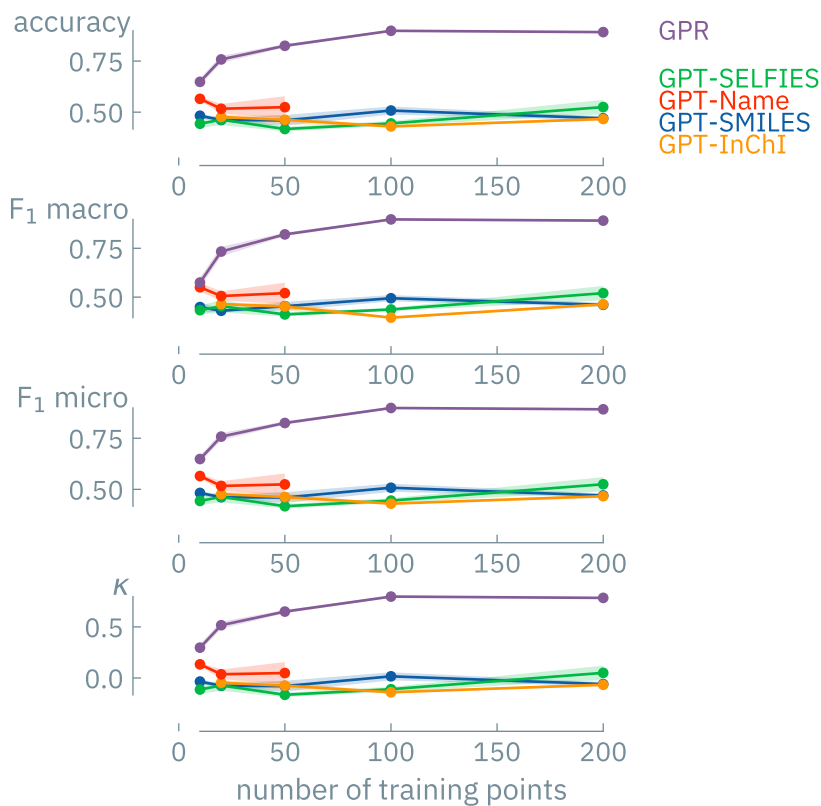 accuracy
0.75
0.50
0 50 100 150 200
GPR
GPT-SELFIES
GPT-Name
GPT-SMILES
GPT-InChI
F₁ macro
0.75
0.50
0 50 100 150 200
F₁ micro
0.75
0.50
0 50 100 150 200
κ
0.5
0.0
0 50 100 150 200
number of training points